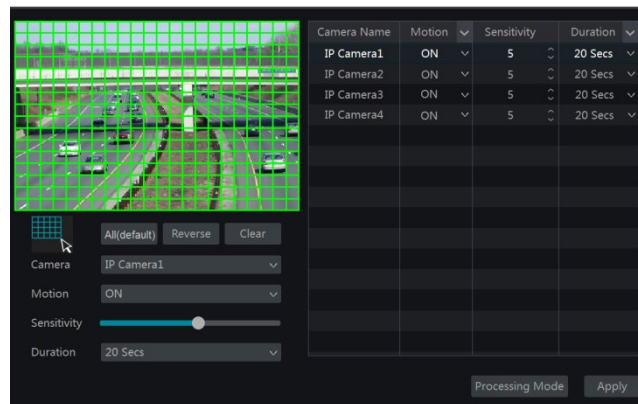 Camera Name Motion Sensitivity Duration
IP Camera1 ON 5 20 Secs
IP Camera2 ON 5 20 Secs
IP Camera3 ON 5 20 Secs
IP Camera4 ON 5 20 Secs
All(default) Reverse Clear
Camera IP Camera1
Motion ON
Sensitivity
Duration 20 Secs
Processing Mode Apply